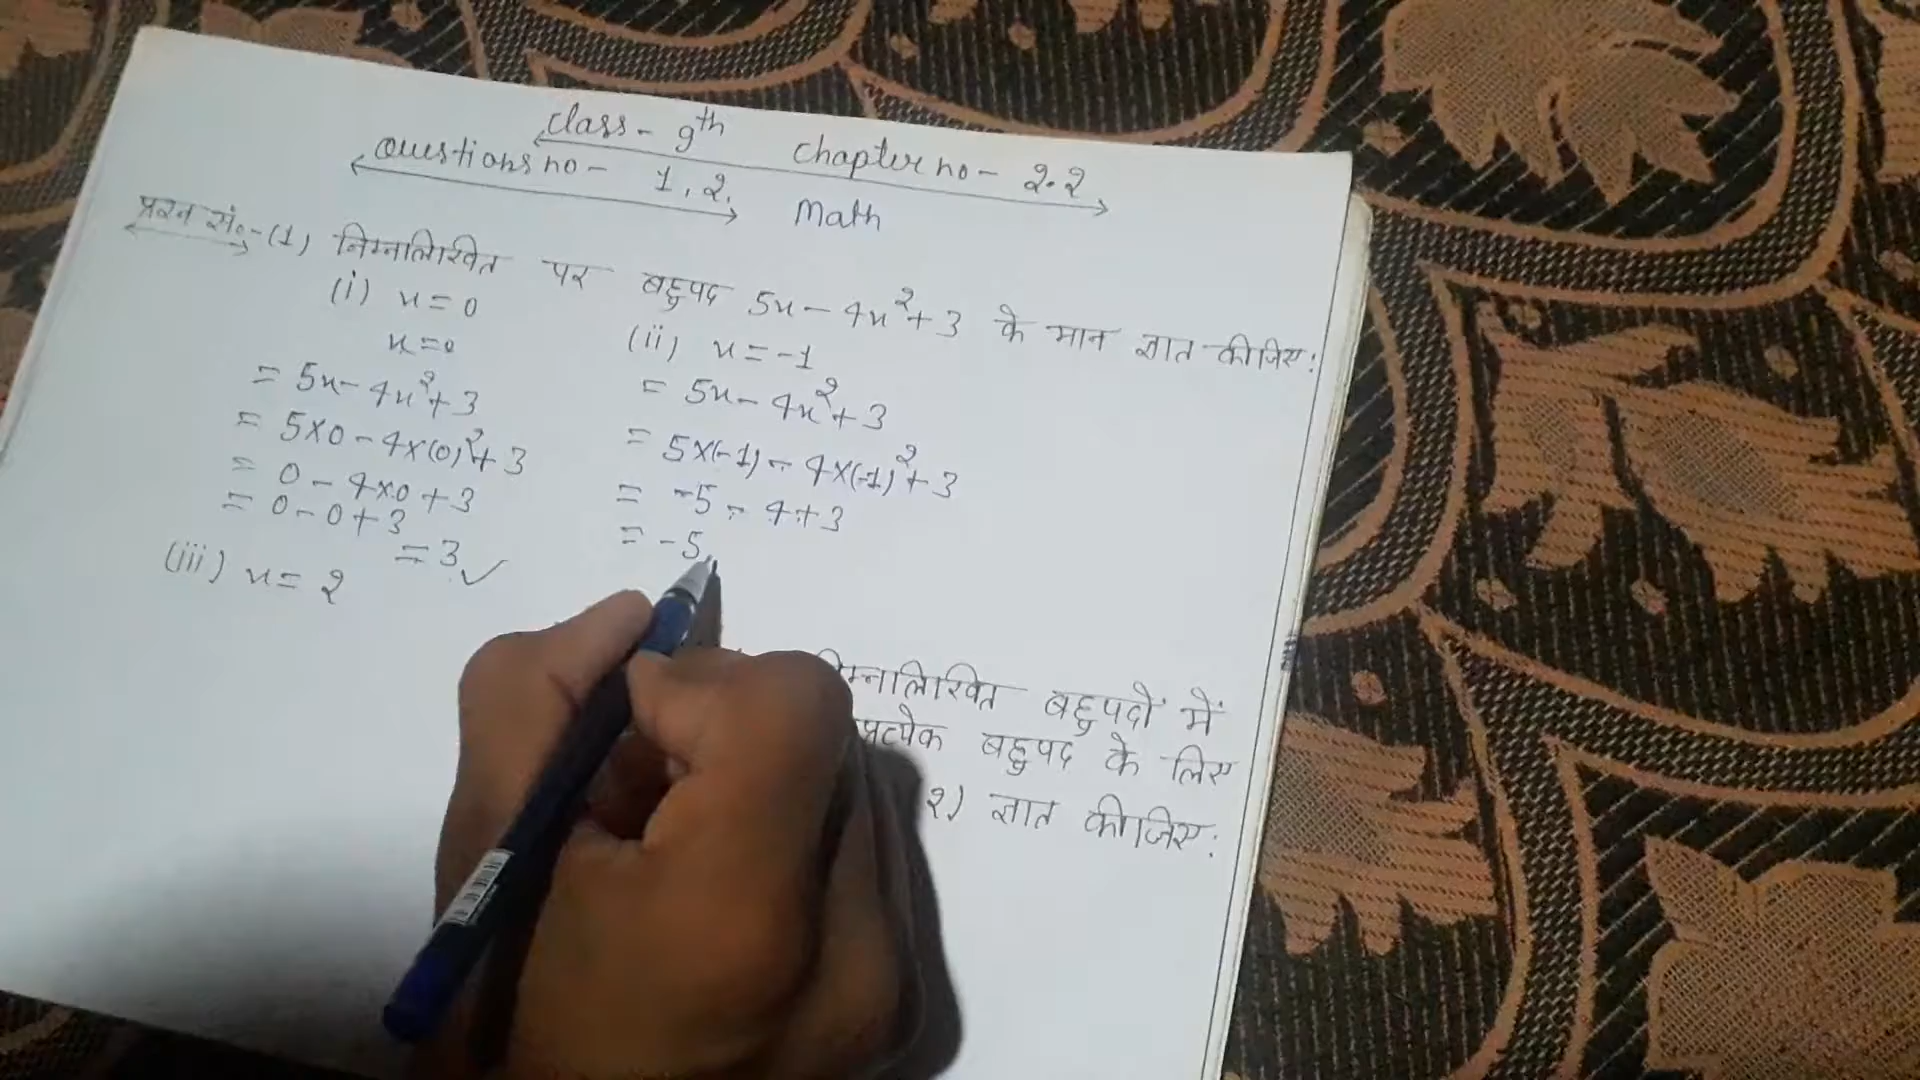 class - 9th chapter no - 2.2
questions no - 1, 2. Math
प्रश्न सं० - (1) निम्नलिखित पर बहुपद 5x - 4x² + 3 के मान ज्ञात कीजिए:
(i) x = 0 (ii) x = -1
x = 0
= 5x - 4x² + 3 = 5x - 4x² + 3
= 5×0 - 4×(0)² + 3 = 5×(-1) - 4×(-1)² + 3
= 0 - 4×0 + 3 = -5 - 4 + 3
= 0 - 0 + 3 = -5
= 3 ✓
(iii) x = 2
बहुपदों में
प्रत्येक बहुपद के लिए
ज्ञात कीजिए: